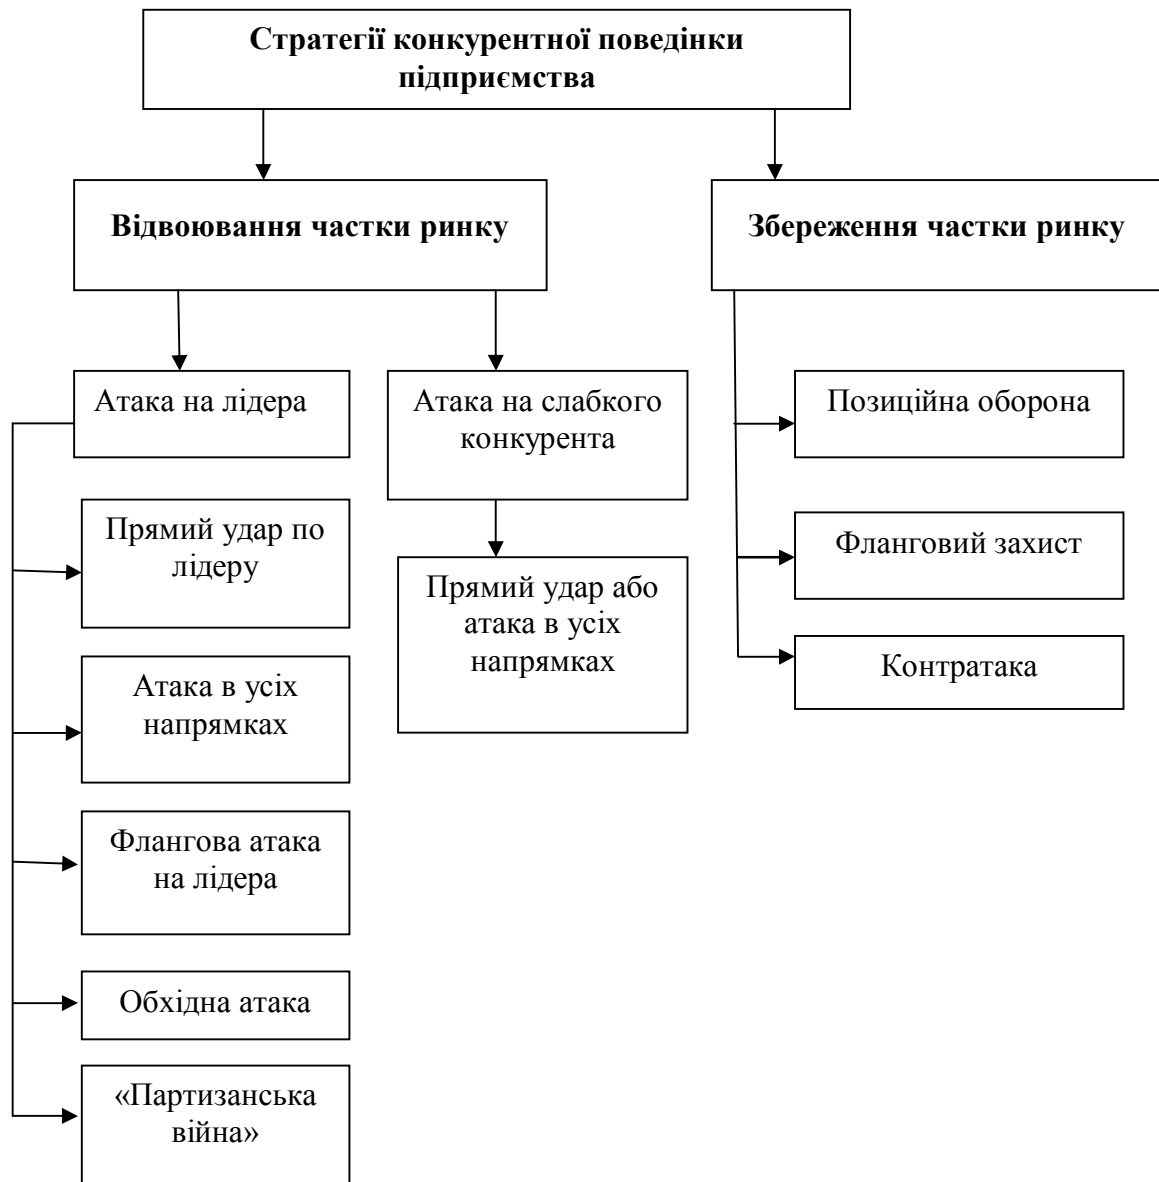 Стратегії конкурентної поведінки
підприємства
Відвоювання частки ринку
Збереження частки ринку
Атака на лідера
Атака на слабкого
конкурента
Позиційна оборона
Прямий удар по
лідеру
Прямий удар або
атака в усіх
напрямках
Фланговий захист
Контратака
Атака в усіх
напрямках
Флангова атака
на лідера
Обхідна атака
«Партизанська
війна»